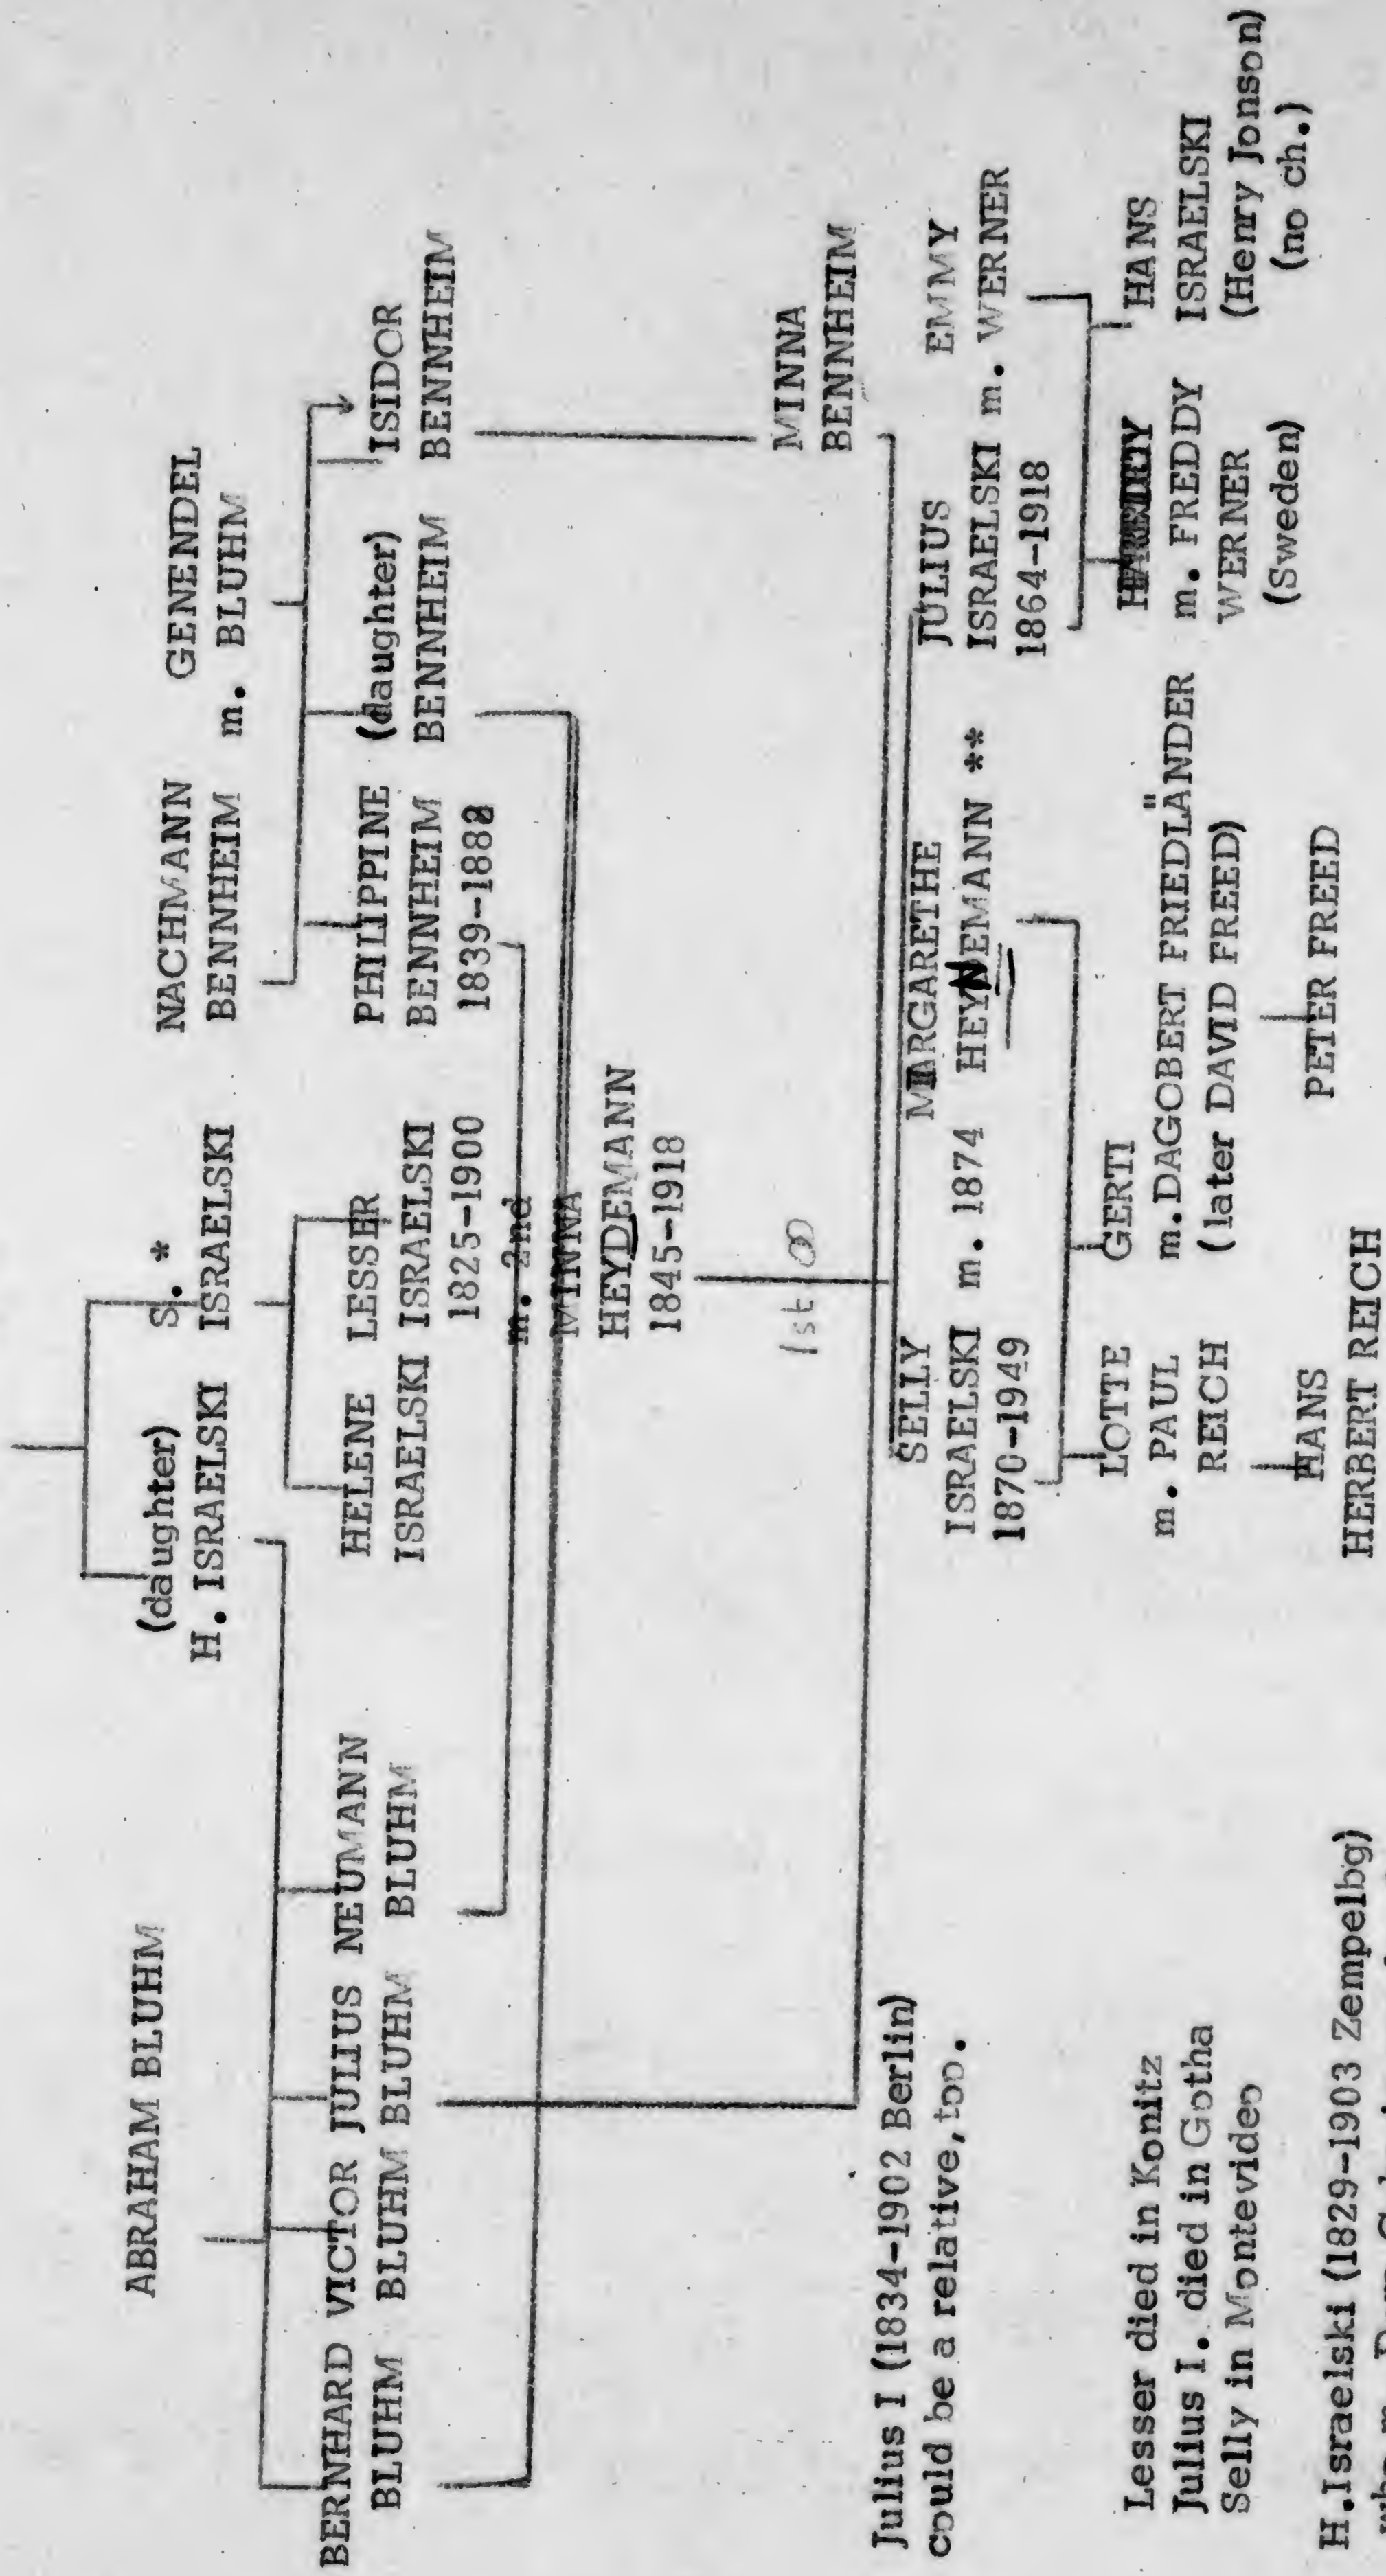 (daughter) S. *
H. ISRAELSKI ISRAELSKI
NACHMANN GENENDEL
BENNHEIM m. BLUHM
ABRAHAM BLUHM
BERNHARD VICTOR JULIUS NEUMANN
BLUHM BLUHM BLUHM BLUHM
HELENE LESSER
ISRAELSKI ISRAELSKI
1825-1900
m. 2nd
MINNA
HEYDEMANN
1845-1918
PHILIPPINE (daughter) ISIDOR
BENNHEIM BENNHEIM BENNHEIM
1839-1882
1st ∞
MINNA
BENNHEIM
SELLY MARGARETHE JULIUS EMMY
ISRAELSKI m. 1874 HEYDEMANN ** ISRAELSKI m. WERNER
1870-1949 1864-1918
Julius I (1834-1902 Berlin)
could be a relative, too.
LOTTE GERTI HANS
m. PAUL m. DAGOBERT FRIEDLÄNDER m. FREDDY ISRAELSKI
REICH (later DAVID FREED) WERNER (Henry Jonson)
(Sweden) (no ch.)
HANS PETER FREED
HERBERT REICH
Lesser died in Konitz
Julius I. died in Gotha
Selly in Montevideo
H.Israelski (1829-1903 Zempelbg)